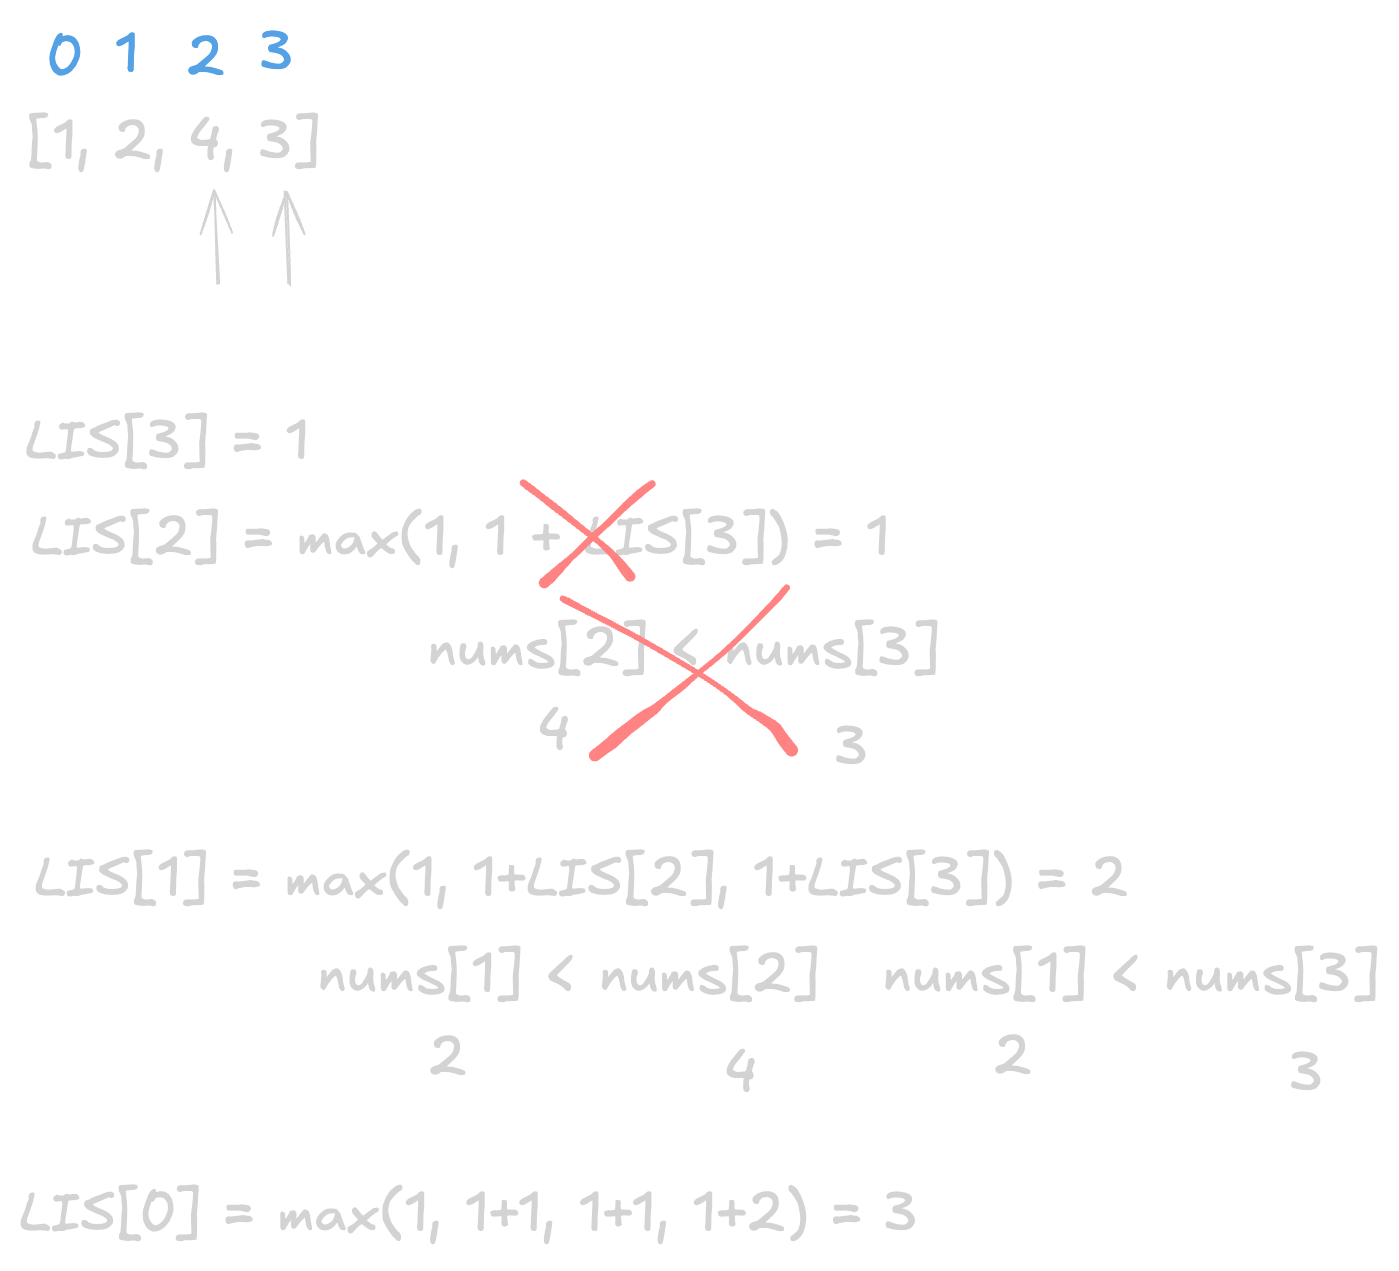 0 1 2 3
[1, 2, 4, 3]
LIS[3] = 1
LIS[2] = max(1, 1 + LIS[3]) = 1
nums[2] < nums[3]
4 3
LIS[1] = max(1, 1+LIS[2], 1+LIS[3]) = 2
nums[1] < nums[2] nums[1] < nums[3]
2 4 2 3
LIS[0] = max(1, 1+1, 1+1, 1+2) = 3